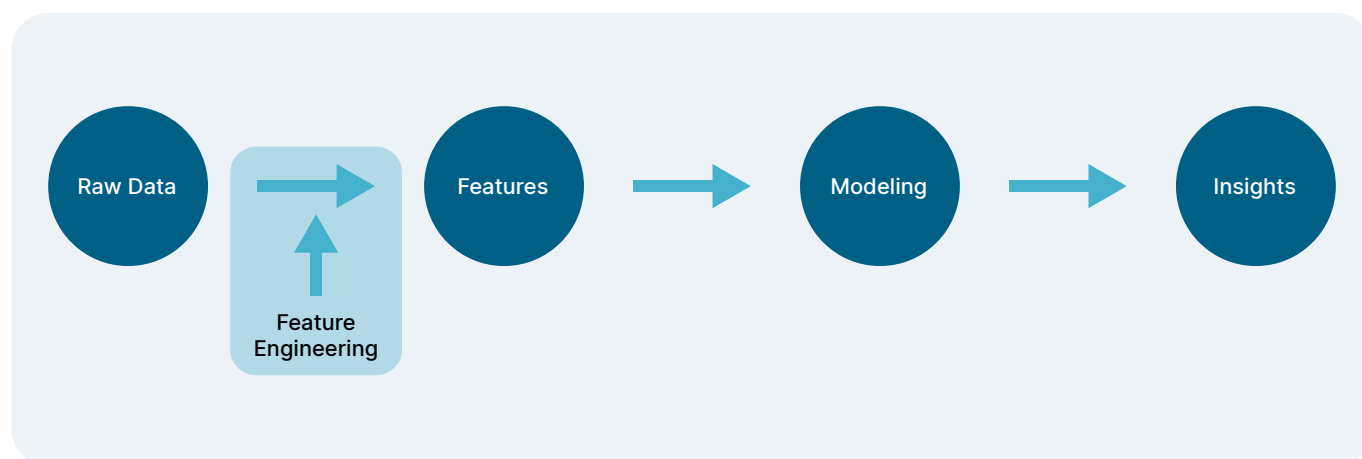 Raw Data
Features
Modeling
Insights
Feature
Engineering